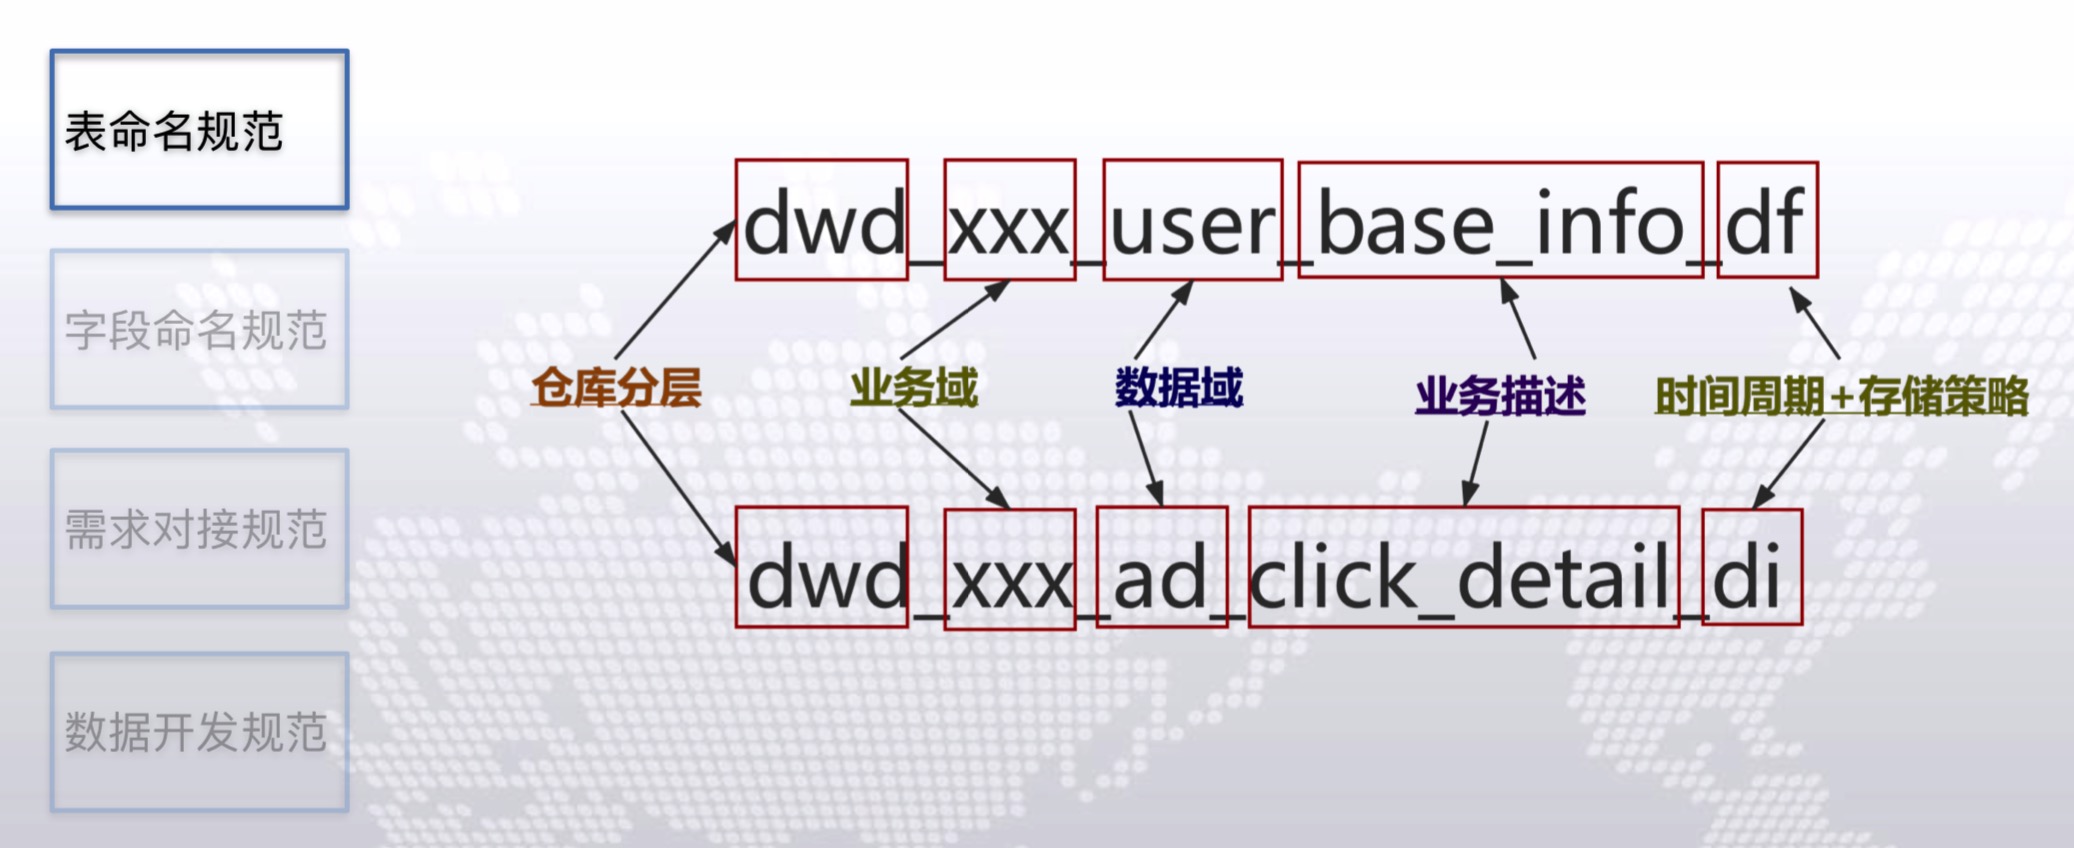 表命名规范
字段命名规范
需求对接规范
数据开发规范
dwd_xxx_user_base_info_df
仓库分层 业务域 数据域 业务描述 时间周期+存储策略
dwd_xxx_ad_click_detail_di